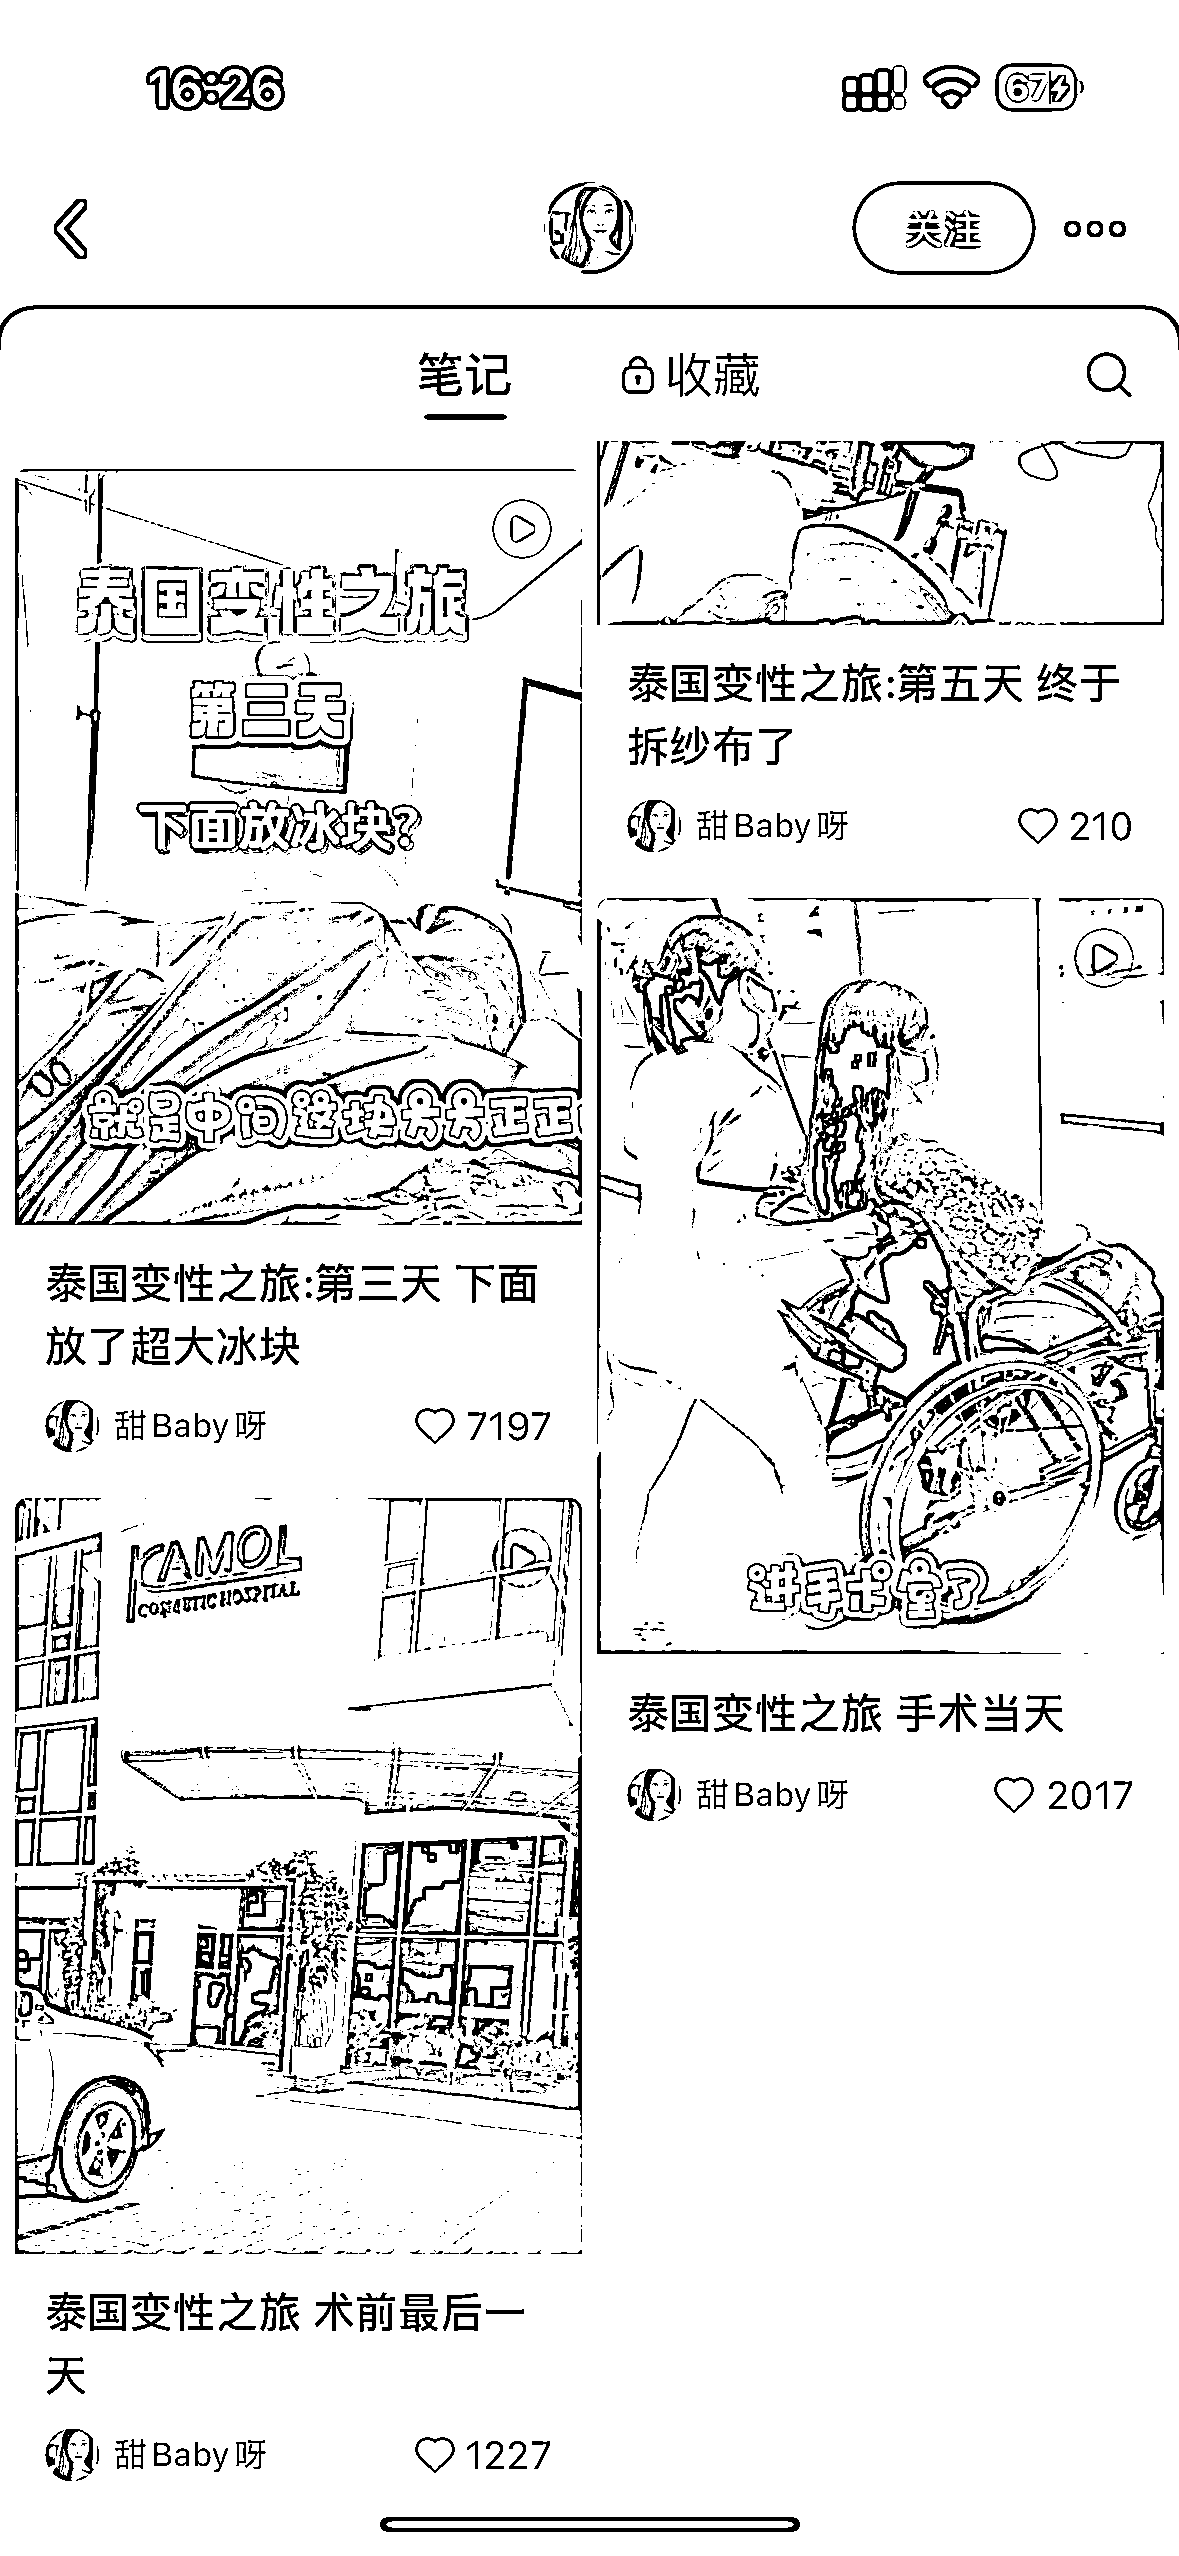 16:26
67
关注
笔记
收藏
泰国变性之旅
第三天
下面放冰块?
就是中间这块方方正正
泰国变性之旅:第三天 下面
放了超大冰块
甜Baby呀
7197
泰国变性之旅:第五天 终于
拆纱布了
甜Baby呀
210
进手术室了
泰国变性之旅 手术当天
甜Baby呀
2017
KAMOL
COSMETIC HOSPITAL
泰国变性之旅 术前最后一
天
甜Baby呀
1227